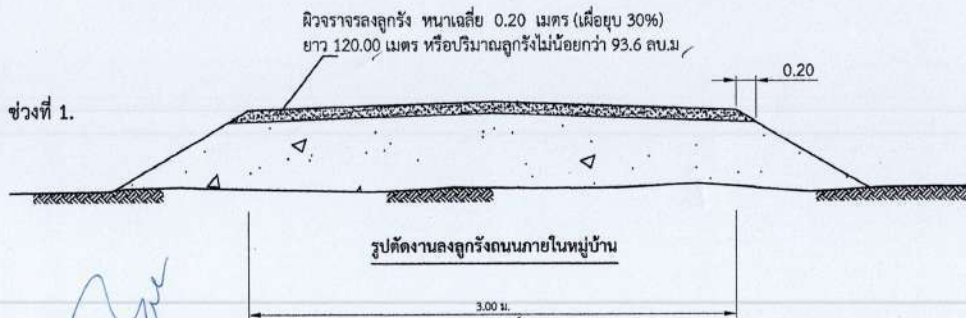 ผิวจราจรลงลูกรัง หนาเฉลี่ย 0.20 เมตร (เผื่อยุบ 30%)
ยาว 120.00 เมตร หรือปริมาณลูกรังไม่น้อยกว่า 93.6 ลบ.ม
0.20
ช่วงที่ 1.
รูปตัดงานลงลูกรังถนนภายในหมู่บ้าน
3.00 ม.